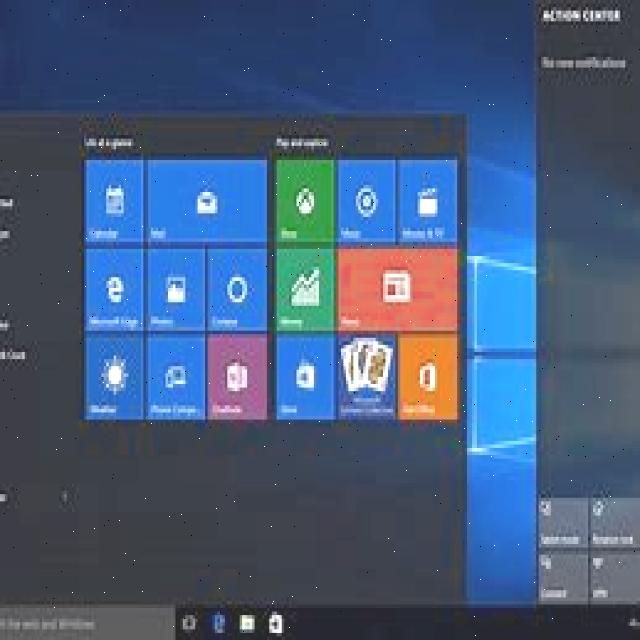 ACTION CENTER
No new notifications
Life at a glance
Play and explore
Calendar
Mail
Xbox
Music
Movies & TV
Microsoft Edge
Photos
Cortana
Money
News
Weather
Phone Compa...
OneNote
Store
Microsoft
Solitaire Collection
Get Office
Tablet mode
Connect
VPN
the web and Windows